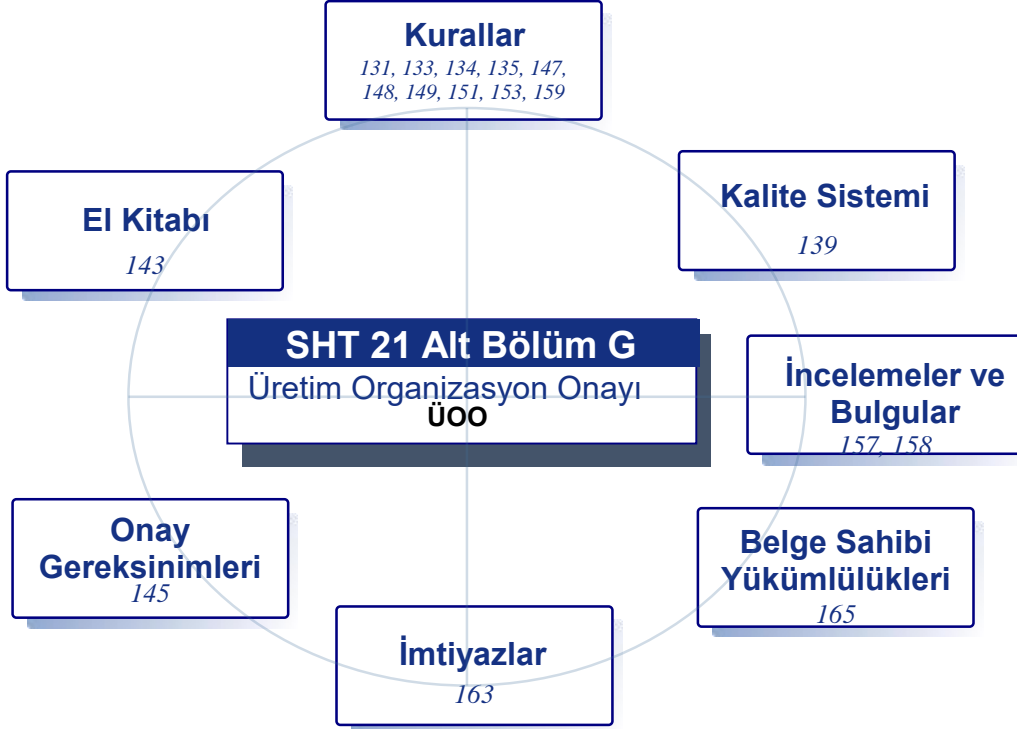 Kurallar
131, 133, 134, 135, 147,
148, 149, 151, 153, 159
Kalite Sistemi
139
El Kitabı
143
SHT 21 Alt Bölüm G
Üretim Organizasyon Onayı
ÜOO
İncelemeler ve
Bulgular
157, 158
Onay
Gereksinimleri
145
Belge Sahibi
Yükümlülükleri
165
İmtiyazlar
163